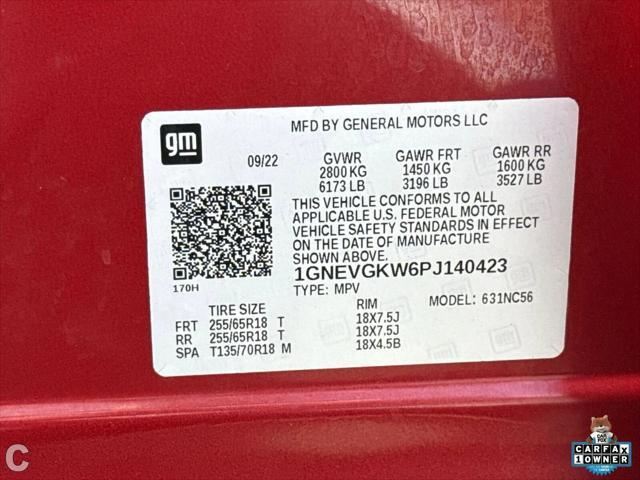 gm
MFD BY GENERAL MOTORS LLC
09/22
GVWR GAWR FRT GAWR RR
2800 KG 1450 KG 1600 KG
6173 LB 3196 LB 3527 LB
THIS VEHICLE CONFORMS TO ALL
APPLICABLE U.S. FEDERAL MOTOR
VEHICLE SAFETY STANDARDS IN EFFECT
ON THE DATE OF MANUFACTURE
SHOWN ABOVE.
170H
1GNEVGKW6PJ140423
TYPE: MPV MODEL: 631NC56
TIRE SIZE RIM
FRT 255/65R18 T 18X7.5J
RR 255/65R18 T 18X7.5J
SPA T135/70R18 M 18X4.5B
C
CARFAX
1 OWNER